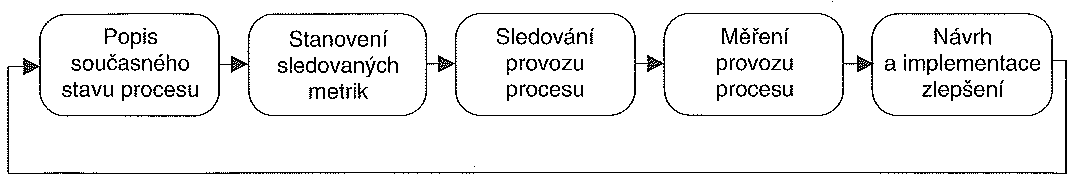 Popis
současného
stavu procesu
Stanovení
sledovaných
metrik
Sledování
provozu
procesu
Měření
provozu
procesu
Návrh
a implementace
zlepšení